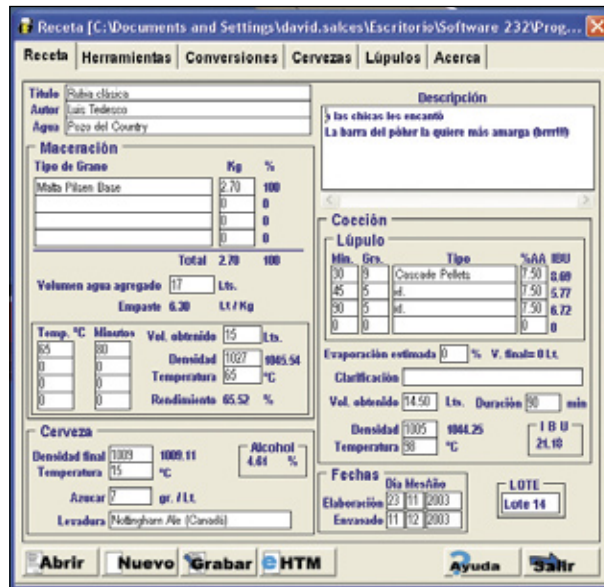 Receta [C:\Documents and Settings\david.salces\Escritorio\Software 232\Prog...
Receta Herramientas Conversiones Cervezas Lúpulos Acerca
Título Rubia clásica
Autor Luis Tedesco
Agua Pozo del Country
Descripción
y las chicas les encantó
La barra del póker la quiere más amarga (brrr!!!)
Maceración
Tipo de Grano Kg %
Malta Pilsen Base 2.70 100
0 0
0 0
0 0
Total 2.70 100
Volumen agua agregado 17 Lts.
Empaste 6.30 Lt / Kg
Temp. ºC Minutos
65 80
0 0
0 0
0 0
Vol. obtenido 15 Lts.
Densidad 1027 1045.54
Temperatura 65 ºC
Rendimiento 65.52 %
Cocción
Lúpulo
Min. Grs. Tipo %AA IBU
30 9 Cascade Pellets 7.50 8.69
45 5 id. 7.50 5.77
90 5 id. 7.50 6.72
0 0 0 0
Evaporación estimada 0 % V. final= 0 Lt.
Clarificación
Vol. obtenido 14.50 Lts. Duración 90 min
Densidad 1005 1044.25
Temperatura 98 ºC
I B U
21.18
Cerveza
Densidad final 1009 1009.11
Temperatura 15 ºC
Alcohol
4.61 %
Azucar 7 gr. / Lt.
Levadura Nottingham Ale (Canadá)
Fechas
Día Mes Año
Elaboración 23 11 2003
Envasado 11 12 2003
LOTE
Lote 14
Abrir Nuevo Grabar HTM Ayuda Salir